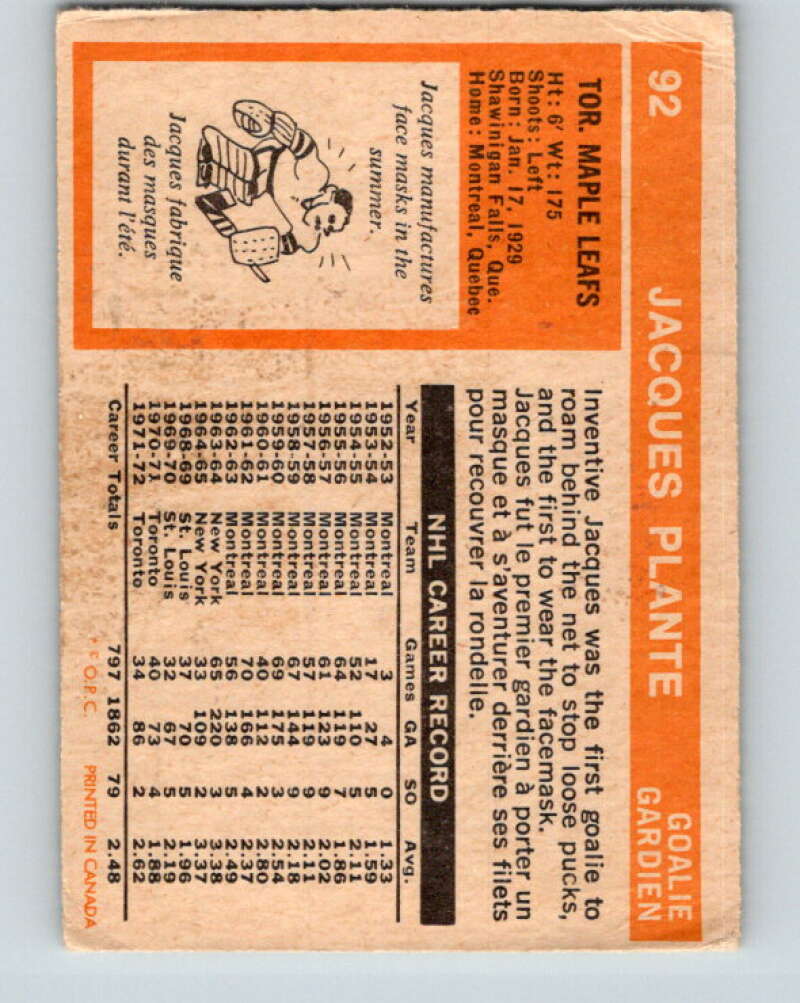 92 JACQUES PLANTE GOALIE
GARDIEN
TOR. MAPLE LEAFS
Ht: 6' Wt: 175
Shoots: Left
Born: Jan. 17, 1929
Shawinigan Falls, Que.
Home: Montreal, Quebec
Jacques manufactures
face masks in the
summer.
Jacques fabrique
des masques
durant l'été.
Inventive Jacques was the first goalie to
roam behind the net to stop loose pucks,
and the first to wear the facemask.
Jacques fut le premier gardien à porter un
masque et à s'aventurer derrière ses filets
pour recouvrer la rondelle.
NHL CAREER RECORD
Year Team Games GA SO Avg.
1952-53 Montreal 3 4 0 1.33
1953-54 Montreal 17 27 5 1.59
1954-55 Montreal 52 110 5 2.11
1955-56 Montreal 64 119 7 1.86
1956-57 Montreal 61 123 9 2.02
1957-58 Montreal 57 119 9 2.11
1958-59 Montreal 67 144 9 2.18
1959-60 Montreal 69 175 3 2.54
1960-61 Montreal 40 112 2 2.80
1961-62 Montreal 70 166 4 2.37
1962-63 Montreal 56 138 5 2.49
1963-64 New York 65 220 3 3.38
1964-65 New York 33 109 2 3.37
1968-69 St. Louis 37 70 5 1.96
1969-70 St. Louis 32 67 5 2.19
1970-71 Toronto 40 73 4 1.88
1971-72 Toronto 34 86 2 2.62
Career Totals 797 1862 79 2.48
O.P.C. PRINTED IN CANADA